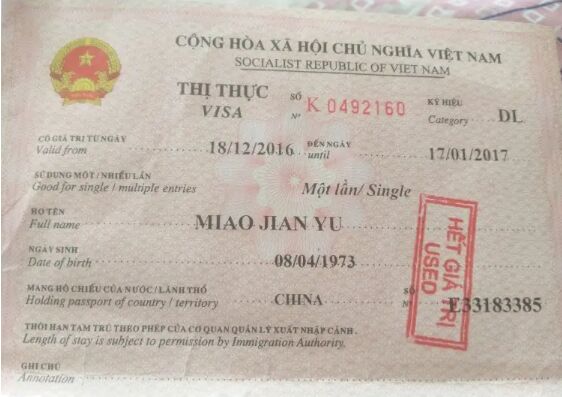 CỘNG HÒA XÃ HỘI CHỦ NGHĨA VIỆT NAM
SOCIALIST REPUBLIC OF VIET NAM
THỊ THỰC
VISA
SỐ
Nº K 0492160
KÝ HIỆU
Category DL
CÓ GIÁ TRỊ TỪ NGÀY
Valid from 18/12/2016
ĐẾN NGÀY
until 17/01/2017
SỬ DỤNG MỘT / NHIỀU LẦN
Good for single / multiple entries Một lần/ Single
HỌ TÊN
Full name MIAO JIAN YU
NGÀY SINH
Date of birth 08/04/1973
MANG HỘ CHIẾU CỦA NƯỚC / LÃNH THỔ
Holding passport of country / territory CHINA
SỐ
Nº E33183385
HẾT GIÁ TRỊ
USED
THỜI HẠN TẠM TRÚ THEO PHÉP CỦA CƠ QUAN QUẢN LÝ XUẤT NHẬP CẢNH.
Length of stay is subject to permission by Immigration Authority.
GHI CHÚ
Annotation